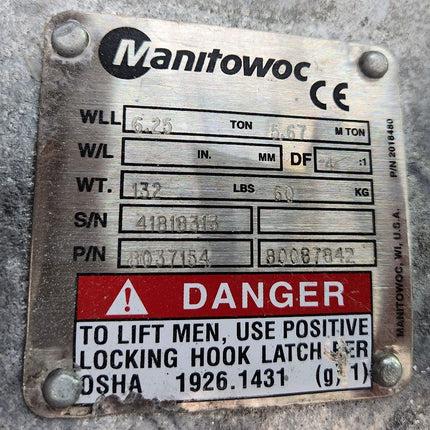 Manitowoc
CE
WLL 6.25 TON 5.67 M TON
W/L IN. MM DF 4 :1
WT. 132 LBS 60 KG
S/N 41818313
P/N 8037154 80087842
DANGER
TO LIFT MEN, USE POSITIVE
LOCKING HOOK LATCH PER
OSHA 1926.1431 (g, 1)
P/N 2018480
MANITOWOC, WI, U.S.A.